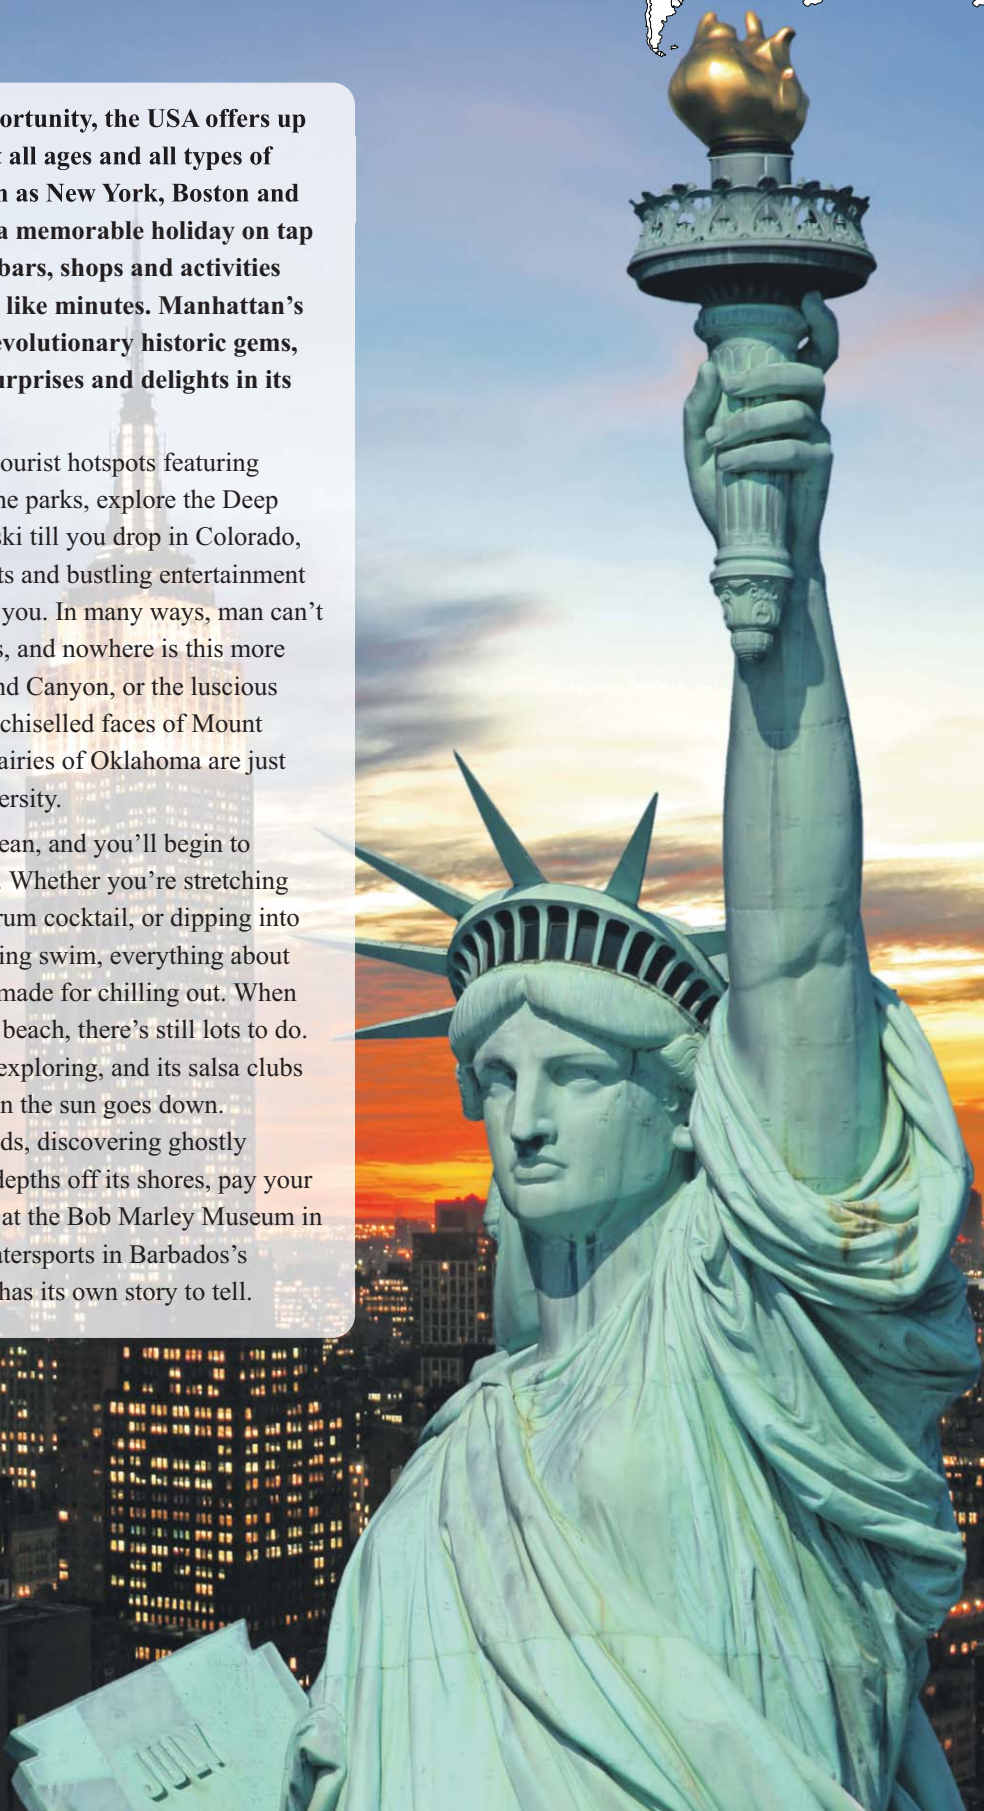 ortunity, the USA offers up
all ages and all types of
as New York, Boston and
a memorable holiday on tap
bars, shops and activities
like minutes. Manhattan’s
evolutionary historic gems,
urprises and delights in its
ourist hotspots featuring
ne parks, explore the Deep
ski till you drop in Colorado,
ts and bustling entertainment
you. In many ways, man can’t
s, and nowhere is this more
nd Canyon, or the luscious
chiselled faces of Mount
airies of Oklahoma are just
ersity.
ean, and you’ll begin to
. Whether you’re stretching
rum cocktail, or dipping into
ing swim, everything about
made for chilling out. When
beach, there’s still lots to do.
exploring, and its salsa clubs
n the sun goes down.
ds, discovering ghostly
depths off its shores, pay your
at the Bob Marley Museum in
atersports in Barbados’s
has its own story to tell.
JULY